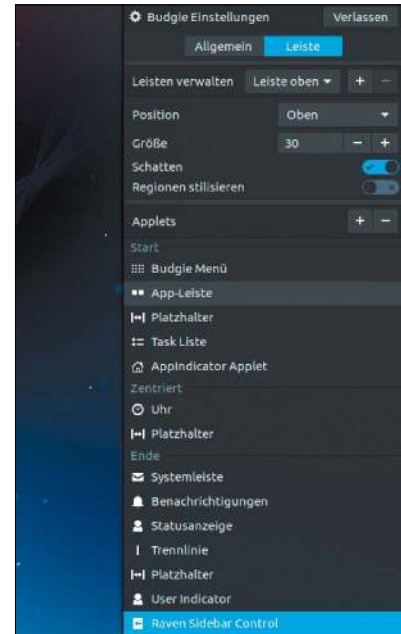 Budgie Einstellungen Verlassen
Allgemein Leiste
Leisten verwalten Leiste oben + −
Position Oben
Größe 30 − +
Schatten
Regionen stilisieren
Applets + −
Start
Budgie Menü
App-Leiste
Platzhalter
Task Liste
AppIndicator Applet
Zentriert
Uhr
Platzhalter
Ende
Systemleiste
Benachrichtigungen
Statusanzeige
Trennlinie
Platzhalter
User Indicator
Raven Sidebar Control